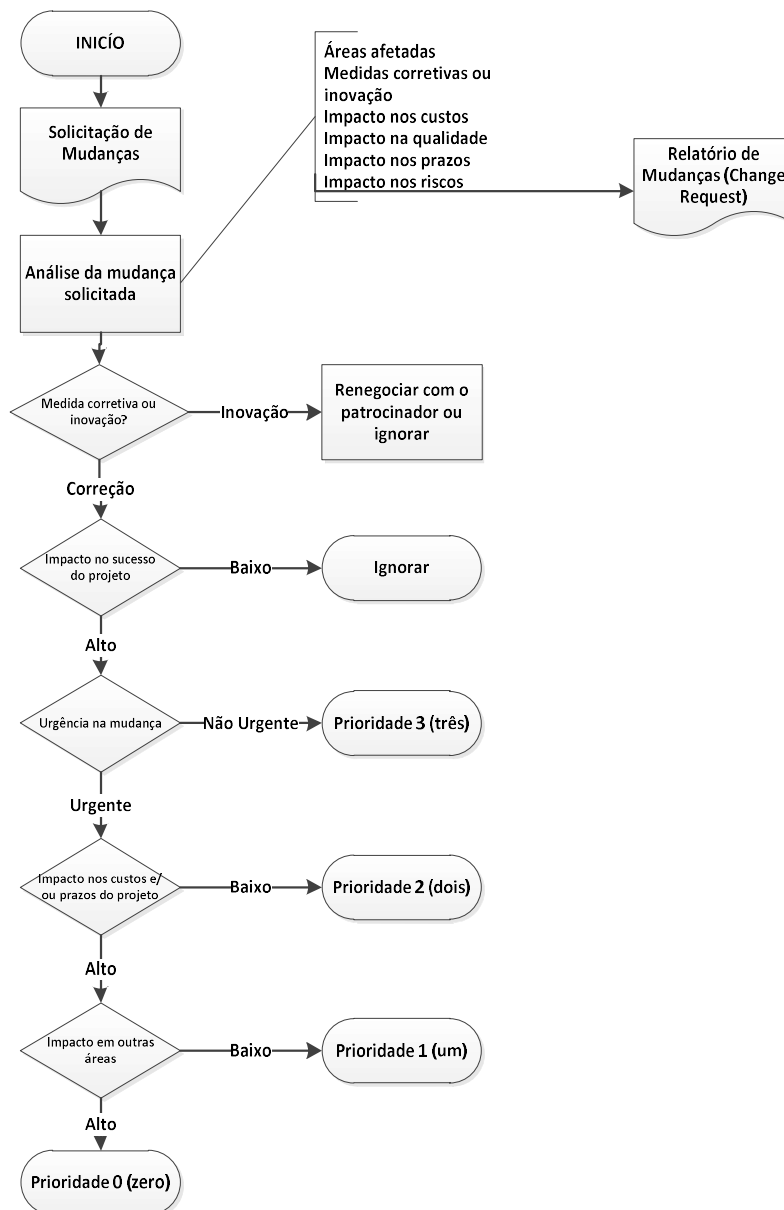 INICÍO
Solicitação de
Mudanças
Áreas afetadas
Medidas corretivas ou
inovação
Impacto nos custos
Impacto na qualidade
Impacto nos prazos
Impacto nos riscos
Relatório de
Mudanças (Change
Request)
Análise da mudança
solicitada
Medida corretiva ou
inovação?
Inovação
Renegociar com o
patrocinador ou
ignorar
Correção
Impacto no sucesso
do projeto
Baixo
Ignorar
Alto
Urgência na mudança
Não Urgente
Prioridade 3 (três)
Urgente
Impacto nos custos e/
ou prazos do projeto
Baixo
Prioridade 2 (dois)
Alto
Impacto em outras
áreas
Baixo
Prioridade 1 (um)
Alto
Prioridade 0 (zero)